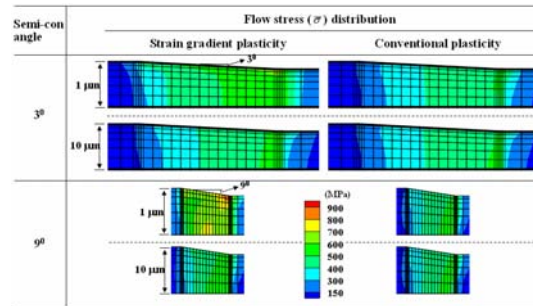 Semi-con angle
Flow stress (σ̄) distribution
Strain gradient plasticity
Conventional plasticity
3⁰
3⁰
1 μm
10 μm
9⁰
9⁰
1 μm
10 μm
(MPa)
900
800
700
600
500
400
300
150